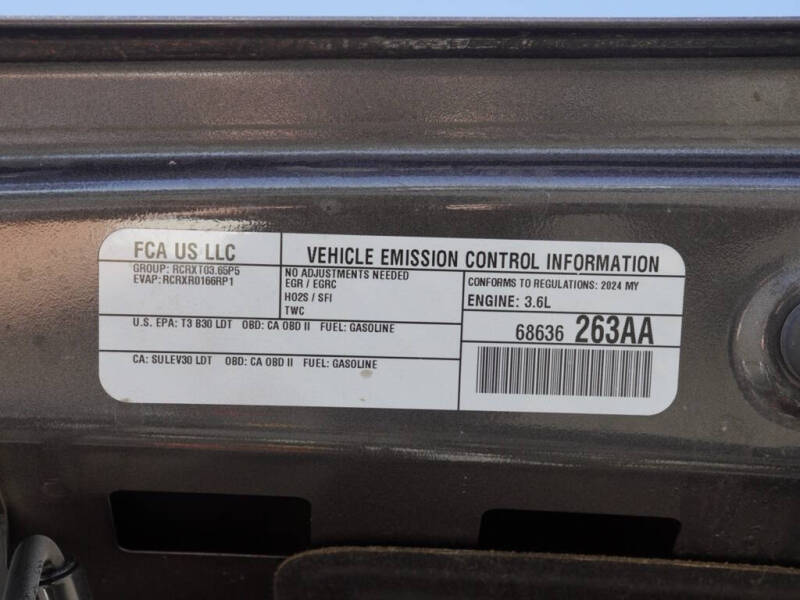 FCA US LLC
GROUP: RCRXT03.65P5
EVAP: RCRXR0166RP1
VEHICLE EMISSION CONTROL INFORMATION
NO ADJUSTMENTS NEEDED
EGR / EGRC
HO2S / SFI
TWC
CONFORMS TO REGULATIONS: 2024 MY
ENGINE: 3.6L
U.S. EPA: T3 B30 LDT OBD: CA OBD II FUEL: GASOLINE
68636 263AA
CA: SULEV30 LDT OBD: CA OBD II FUEL: GASOLINE